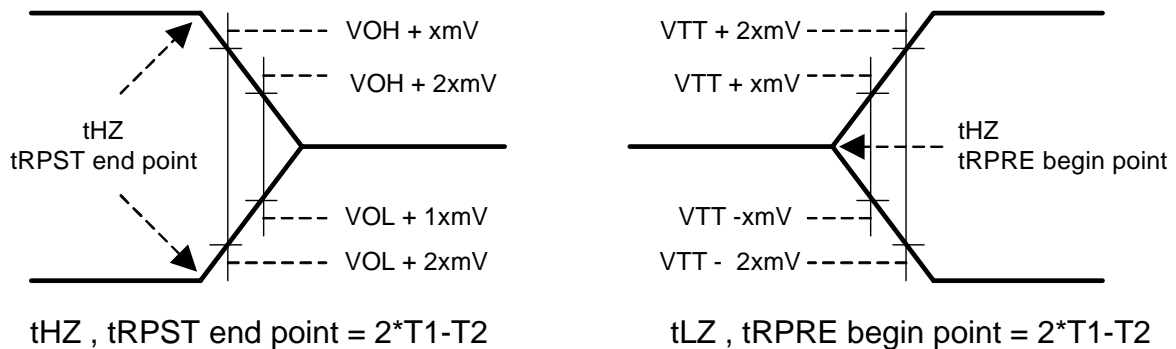 VOH + xmV
VOH + 2xmV
tHZ
tRPST end point
VOL + 1xmV
VOL + 2xmV
tHZ , tRPST end point = 2*T1-T2
VTT + 2xmV
VTT + xmV
tHZ
tRPRE begin point
VTT -xmV
VTT - 2xmV
tLZ , tRPRE begin point = 2*T1-T2